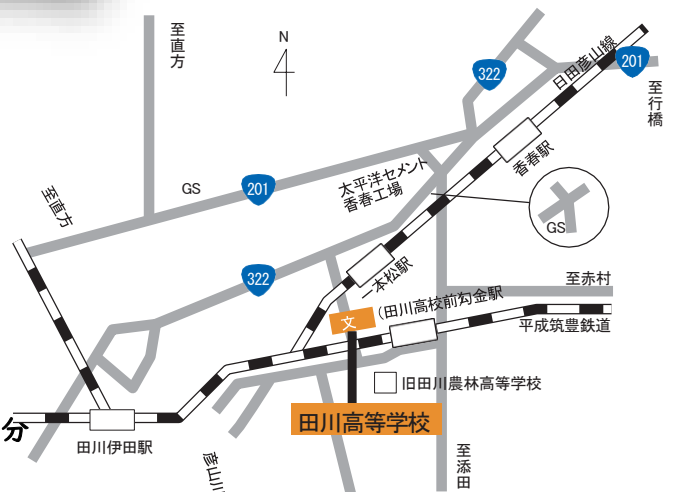 至直方
N
322
日田彦山線
201
至行橋
香春駅
太平洋セメント
香春工場
GS
201
至直方
GS
322
一本松駅
至赤村
文
(田川高校前勾金駅
平成筑豊鉄道
旧田川農林高等学校
田川高等学校
分
田川伊田駅
彦山川
至添田